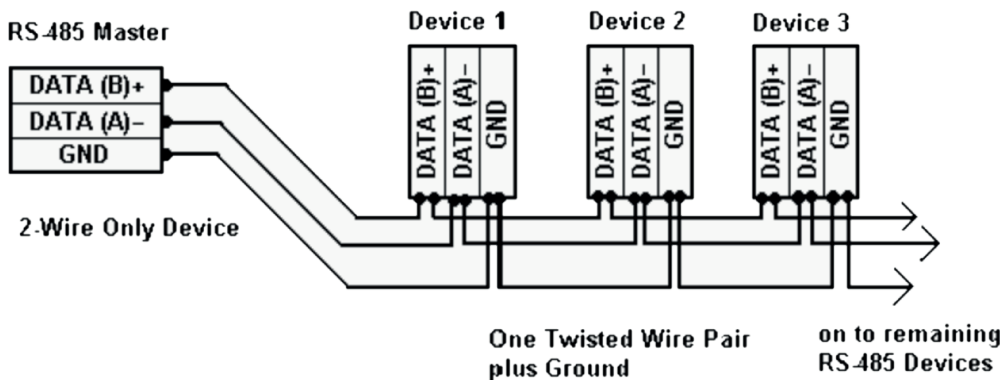 RS-485 Master
DATA (B)+
DATA (A)−
GND
2-Wire Only Device
Device 1
DATA (B)+
DATA (A)−
GND
Device 2
DATA (B)+
DATA (A)−
GND
Device 3
DATA (B)+
DATA (A)−
GND
One Twisted Wire Pair
plus Ground
on to remaining
RS-485 Devices